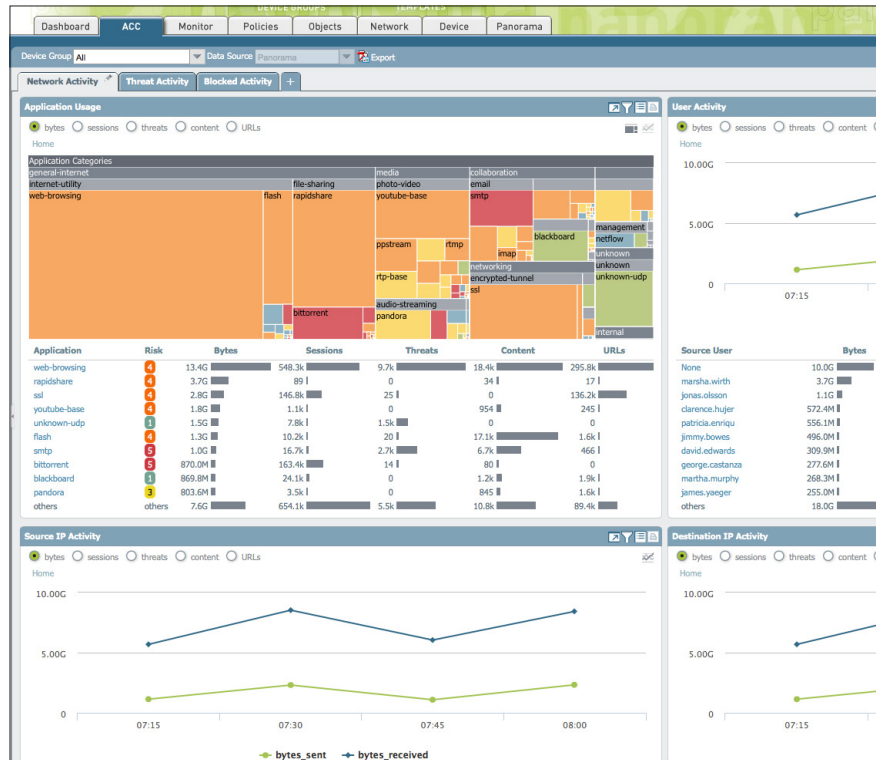 DEVICE GROUPS TEMPLATES
Dashboard ACC Monitor Policies Objects Network Device Panorama
Device Group All Data Source Panorama Export
Network Activity Threat Activity Blocked Activity +
Application Usage
bytes sessions threats content URLs
Home
Application Categories
general-internet media collaboration
internet-utility file-sharing photo-video email
web-browsing flash rapidshare youtube-base smtp
management
ppstream rtmp blackboard netflow
imap unknown
networking unknown
rtp-base encrypted-tunnel unknown-udp
ssl
audio-streaming
bittorrent pandora
internal
Application Risk Bytes Sessions Threats Content URLs
web-browsing 4 13.4G 548.3k 9.7k 18.4k 295.8k
rapidshare 4 3.7G 89 0 34 17
ssl 4 2.8G 146.8k 25 0 136.2k
youtube-base 4 1.8G 1.1k 0 954 245
unknown-udp 1 1.5G 7.8k 1.5k 0 0
flash 4 1.3G 10.2k 20 17.1k 1.6k
smtp 5 1.0G 16.7k 2.7k 6.7k 466
bittorrent 5 870.0M 163.4k 14 80 0
blackboard 1 869.8M 24.1k 0 1.2k 1.9k
pandora 3 803.6M 3.5k 0 845 1.6k
others others 7.6G 654.1k 5.5k 10.8k 89.4k
User Activity
bytes sessions threats content
Home
10.00G
5.00G
0
07:15
Source User Bytes
None 10.0G
marsha.wirth 3.7G
jonas.olsson 1.1G
clarence.hujer 572.4M
patricia.enriqu 556.1M
jimmy.bowes 496.0M
david.edwards 309.9M
george.castanza 277.6M
martha.murphy 268.3M
james.yaeger 255.0M
others 18.0G
Source IP Activity
bytes sessions threats content URLs
Home
10.00G
5.00G
0
07:15 07:30 07:45 08:00
bytes_sent bytes_received
Destination IP Activity
bytes sessions threats content
Home
10.00G
5.00G
0
07:15